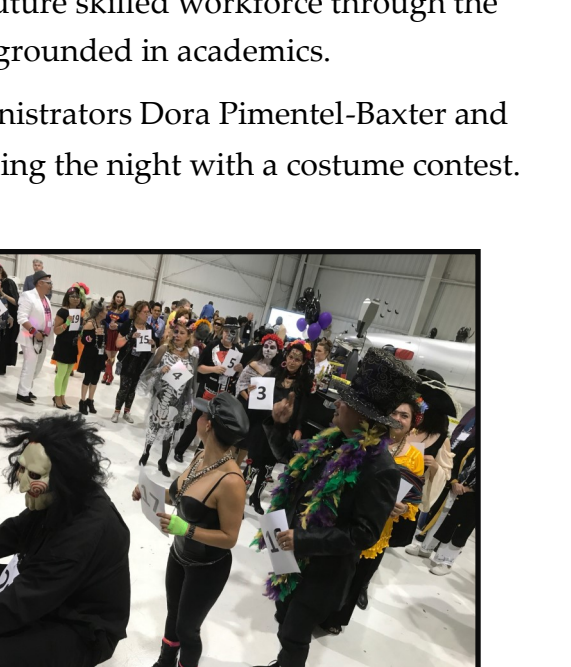 uture skilled workforce through the
grounded in academics.
nistrators Dora Pimentel-Baxter and
ing the night with a costume contest.
19
15
4
5
3
17
1